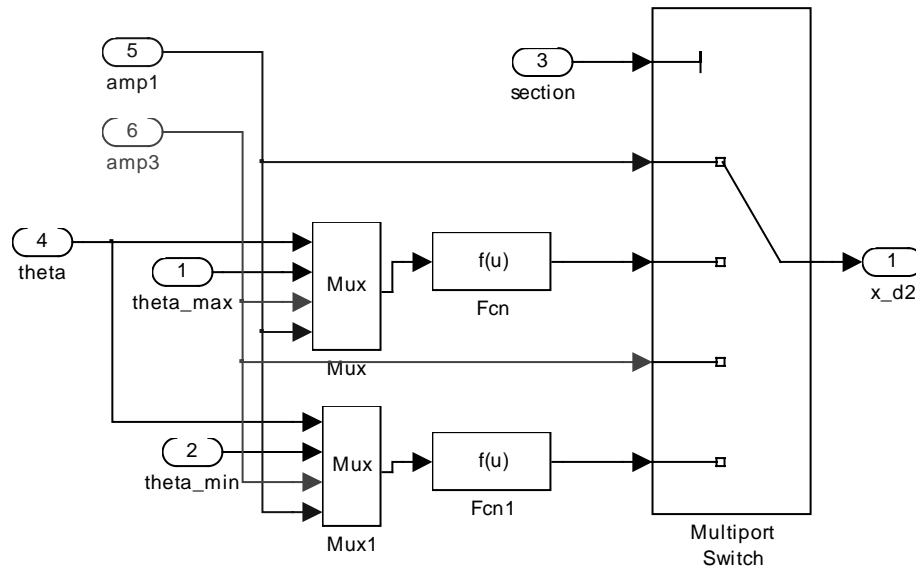 5
amp1
3
section
6
amp3
4
theta
1
theta_max
Mux
Mux
f(u)
Fcn
1
x_d2
2
theta_min
Mux
Mux1
f(u)
Fcn1
Multiport
Switch